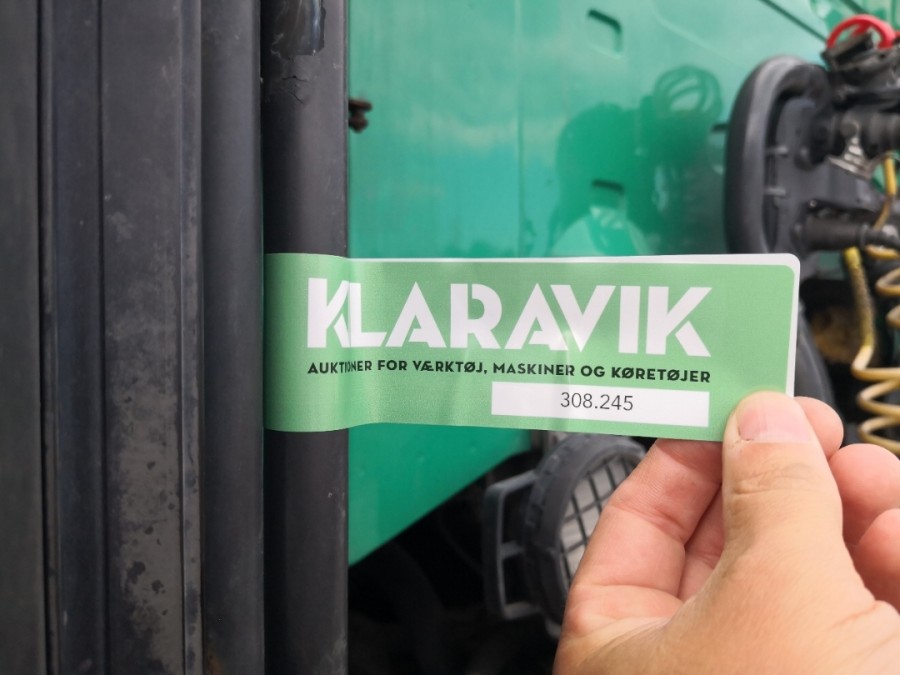 KLARAVIK
AUKTIONER FOR VÆRKTØJ, MASKINER OG KØRETØJER
308.245